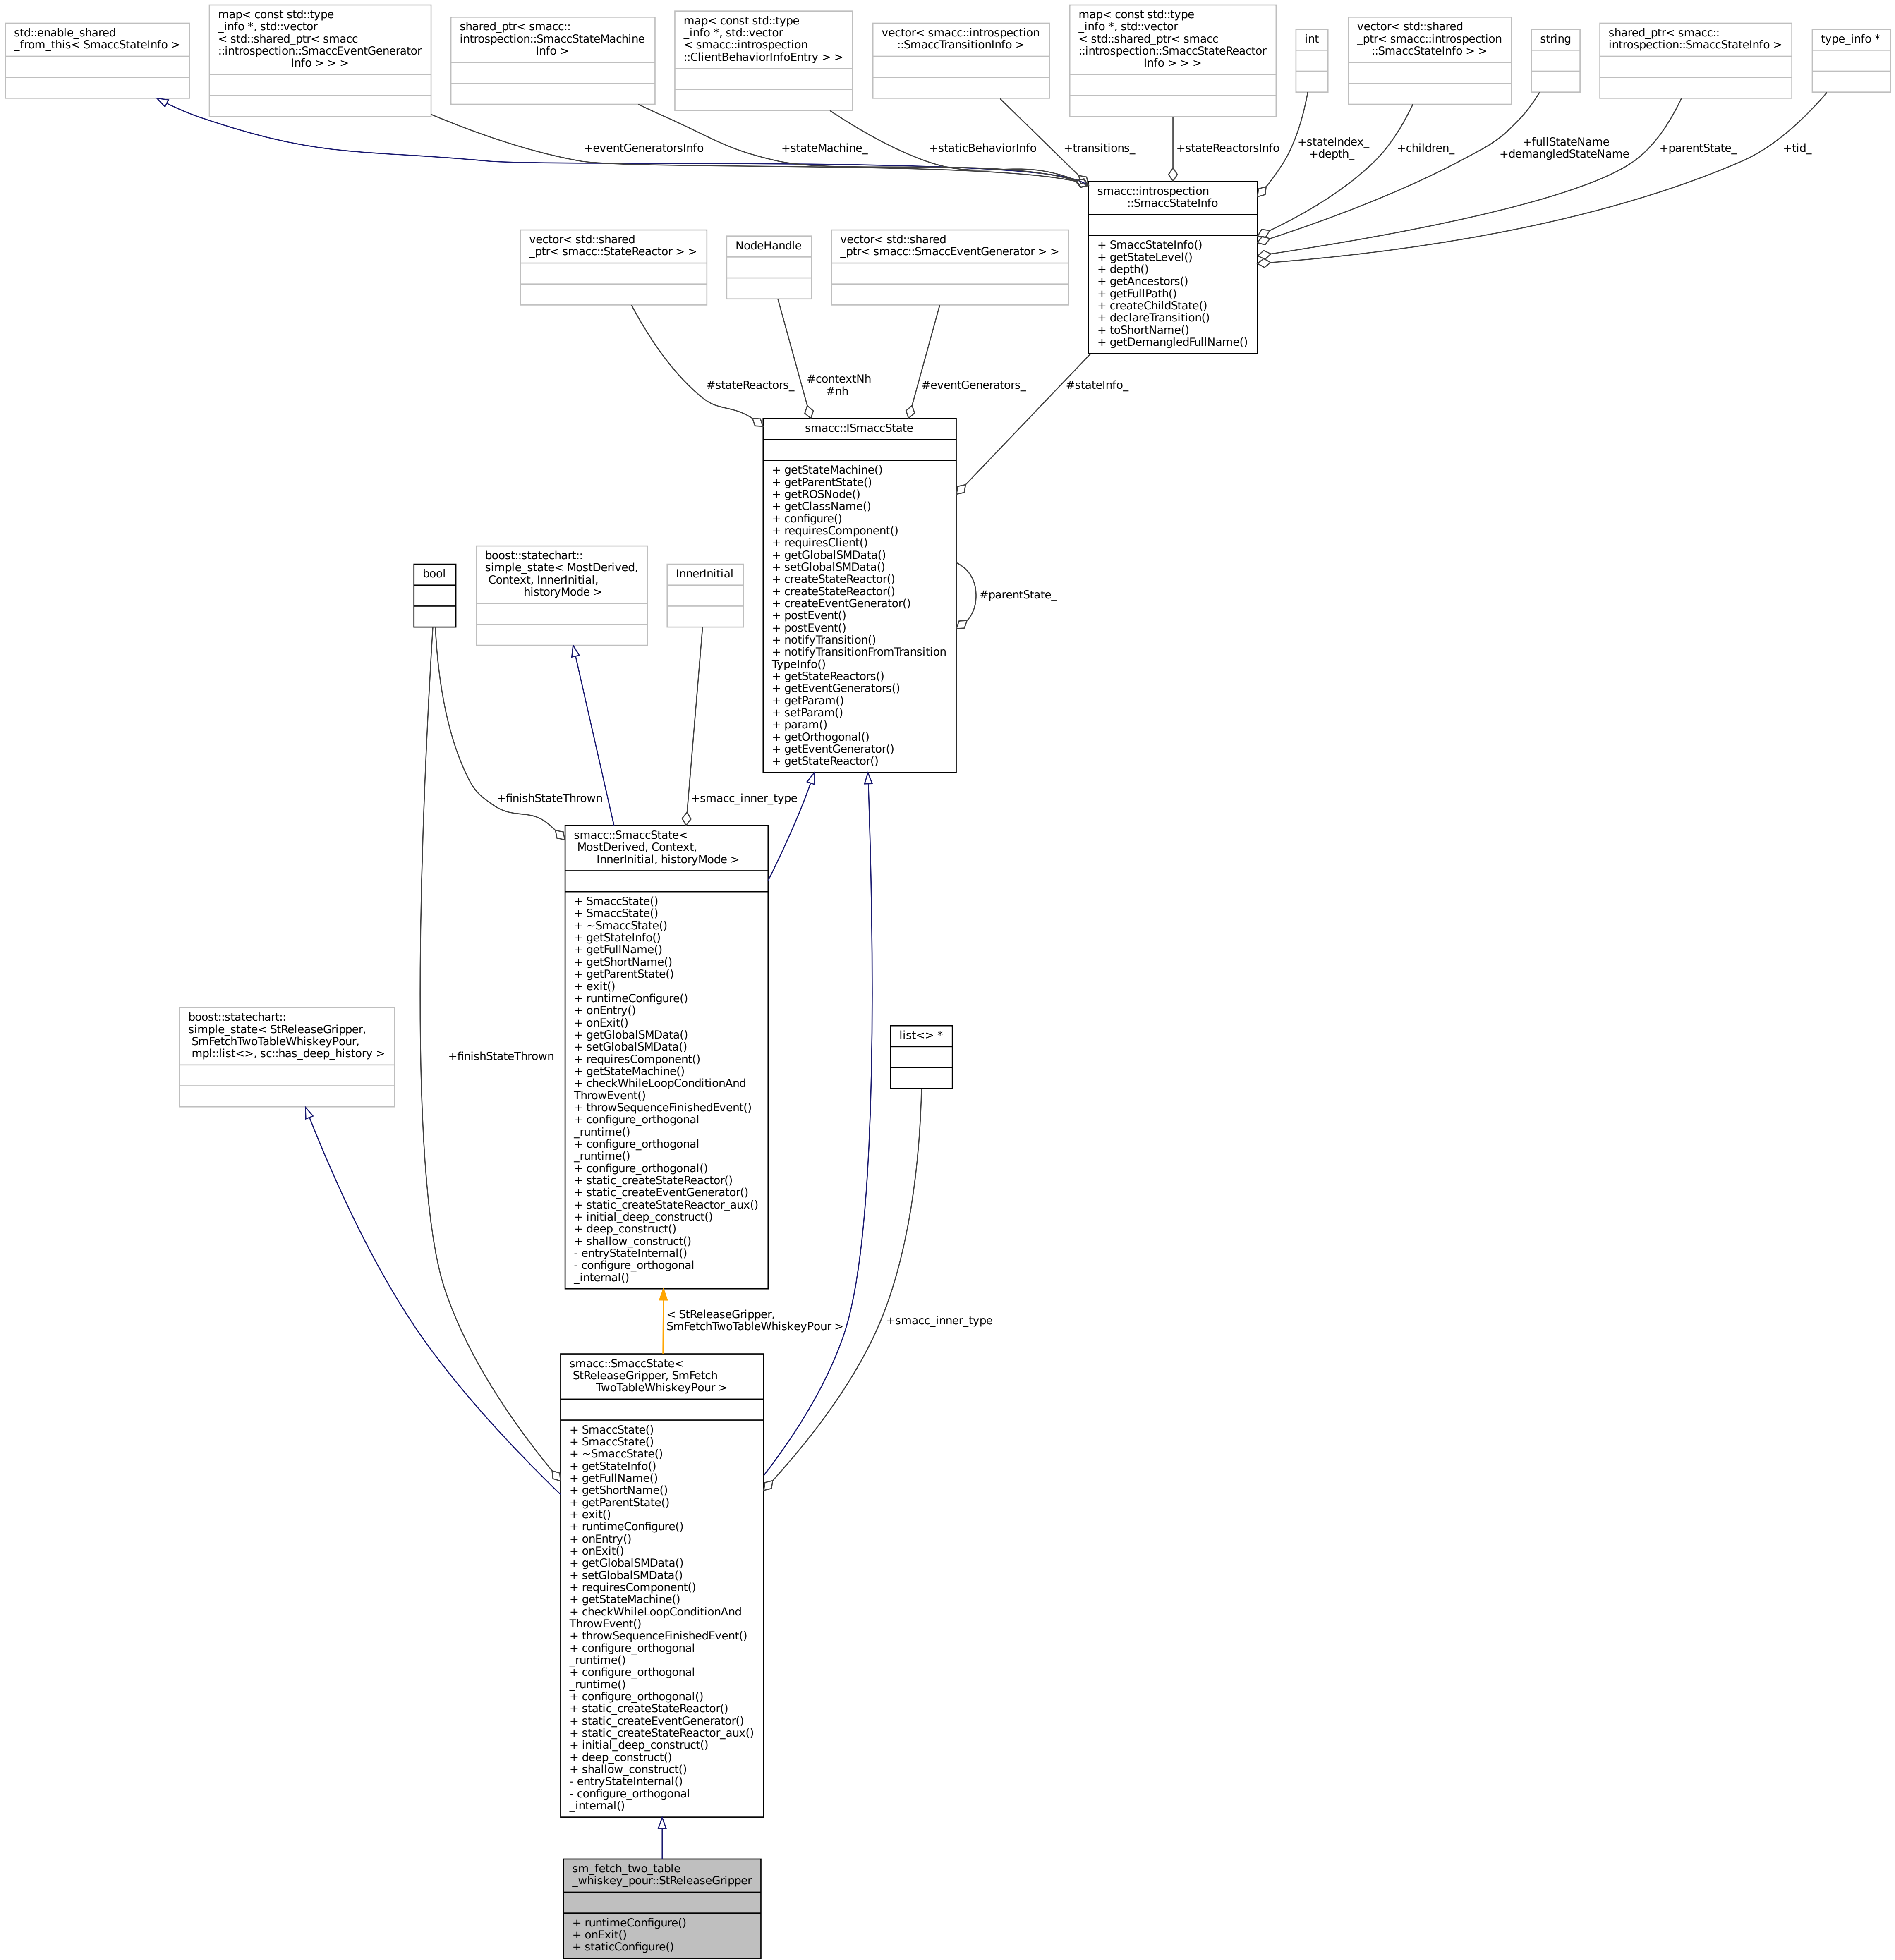 std::enable_shared
_from_this< SmaccStateInfo >
map< const std::type
_info *, std::vector
< std::shared_ptr< smacc
::introspection::SmaccEventGenerator
Info > > >
shared_ptr< smacc::
introspection::SmaccStateMachine
Info >
map< const std::type
_info *, std::vector
< smacc::introspection
::ClientBehaviorInfoEntry > >
vector< smacc::introspection
::SmaccTransitionInfo >
map< const std::type
_info *, std::vector
< std::shared_ptr< smacc
::introspection::SmaccStateReactor
Info > > >
int
vector< std::shared
_ptr< smacc::introspection
::SmaccStateInfo > >
string
shared_ptr< smacc::
introspection::SmaccStateInfo >
type_info *
+eventGeneratorsInfo
+stateMachine_
+staticBehaviorInfo
+transitions_
+stateReactorsInfo
+stateIndex_
+depth_
+children_
+fullStateName
+demangledStateName
+parentState_
+tid_
smacc::introspection
::SmaccStateInfo
+ SmaccStateInfo()
+ getStateLevel()
+ depth()
+ getAncestors()
+ getFullPath()
+ createChildState()
+ declareTransition()
+ toShortName()
+ getDemangledFullName()
vector< std::shared
_ptr< smacc::StateReactor > >
NodeHandle
vector< std::shared
_ptr< smacc::SmaccEventGenerator > >
#stateReactors_
#contextNh
#nh
#eventGenerators_
#stateInfo_
smacc::ISmaccState
+ getStateMachine()
+ getParentState()
+ getROSNode()
+ getClassName()
+ configure()
+ requiresComponent()
+ requiresClient()
+ getGlobalSMData()
+ setGlobalSMData()
+ createStateReactor()
+ createStateReactor()
+ createEventGenerator()
+ postEvent()
+ postEvent()
+ notifyTransition()
+ notifyTransitionFromTransition
TypeInfo()
+ getStateReactors()
+ getEventGenerators()
+ getParam()
+ setParam()
+ param()
+ getOrthogonal()
+ getEventGenerator()
+ getStateReactor()
#parentState_
bool
boost::statechart::
simple_state< MostDerived,
Context, InnerInitial,
historyMode >
InnerInitial
+finishStateThrown
+smacc_inner_type
smacc::SmaccState<
MostDerived, Context,
InnerInitial, historyMode >
+ SmaccState()
+ SmaccState()
+ ~SmaccState()
+ getStateInfo()
+ getFullName()
+ getShortName()
+ getParentState()
+ exit()
+ runtimeConfigure()
+ onEntry()
+ onExit()
+ getGlobalSMData()
+ setGlobalSMData()
+ requiresComponent()
+ getStateMachine()
+ checkWhileLoopConditionAnd
ThrowEvent()
+ throwSequenceFinishedEvent()
+ configure_orthogonal
_runtime()
+ configure_orthogonal
_runtime()
+ configure_orthogonal()
+ static_createStateReactor()
+ static_createEventGenerator()
+ static_createStateReactor_aux()
+ initial_deep_construct()
+ deep_construct()
+ shallow_construct()
- entryStateInternal()
- configure_orthogonal
_internal()
boost::statechart::
simple_state< StReleaseGripper,
SmFetchTwoTableWhiskeyPour,
mpl::list<>, sc::has_deep_history >
+finishStateThrown
list<> *
< StReleaseGripper,
SmFetchTwoTableWhiskeyPour >
+smacc_inner_type
smacc::SmaccState<
StReleaseGripper, SmFetch
TwoTableWhiskeyPour >
+ SmaccState()
+ SmaccState()
+ ~SmaccState()
+ getStateInfo()
+ getFullName()
+ getShortName()
+ getParentState()
+ exit()
+ runtimeConfigure()
+ onEntry()
+ onExit()
+ getGlobalSMData()
+ setGlobalSMData()
+ requiresComponent()
+ getStateMachine()
+ checkWhileLoopConditionAnd
ThrowEvent()
+ throwSequenceFinishedEvent()
+ configure_orthogonal
_runtime()
+ configure_orthogonal
_runtime()
+ configure_orthogonal()
+ static_createStateReactor()
+ static_createEventGenerator()
+ static_createStateReactor_aux()
+ initial_deep_construct()
+ deep_construct()
+ shallow_construct()
- entryStateInternal()
- configure_orthogonal
_internal()
sm_fetch_two_table
_whiskey_pour::StReleaseGripper
+ runtimeConfigure()
+ onExit()
+ staticConfigure()